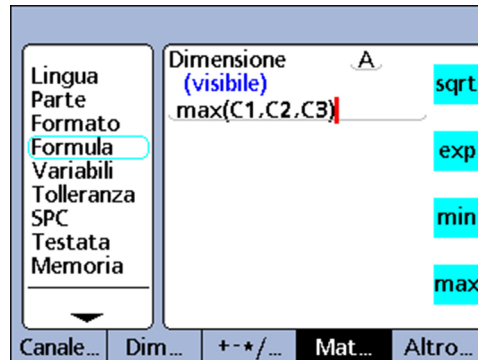 Lingua
Parte
Formato
Formula
Variabili
Tolleranza
SPC
Testata
Memoria
Dimensione A
(visibile)
max(C1,C2,C3)
sqrt
exp
min
max
Canale... Dim... +-*/... Mat... Altro...